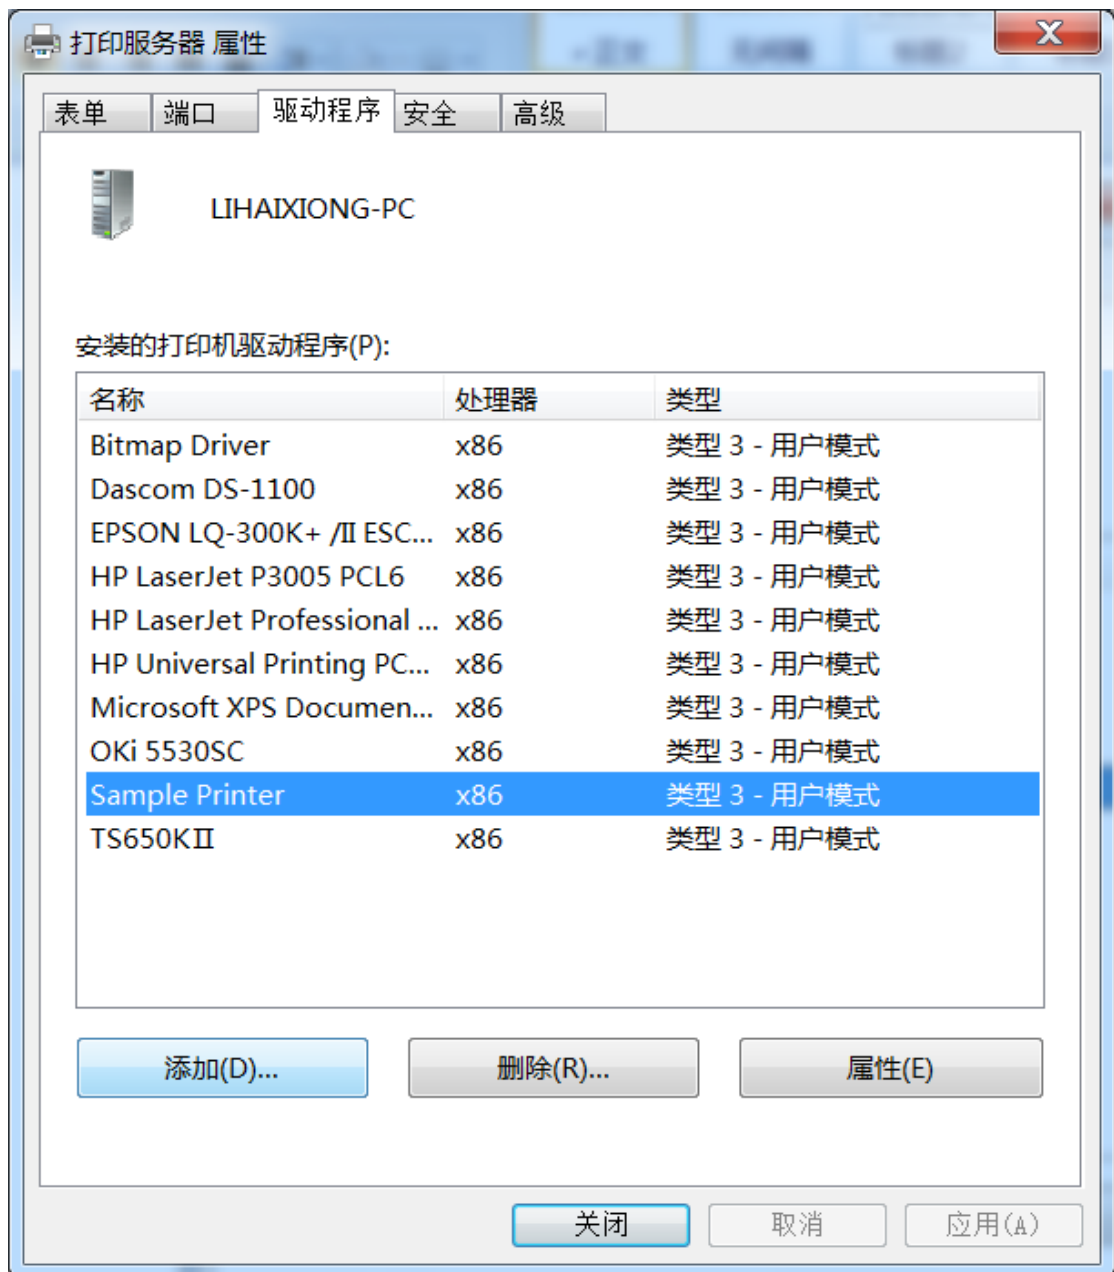 打印服务器 属性
表单 端口 驱动程序 安全 高级
LIHAIXIONG-PC
安装的打印机驱动程序(P):
名称 处理器 类型
Bitmap Driver x86 类型 3 - 用户模式
Dascom DS-1100 x86 类型 3 - 用户模式
EPSON LQ-300K+ /II ESC... x86 类型 3 - 用户模式
HP LaserJet P3005 PCL6 x86 类型 3 - 用户模式
HP LaserJet Professional ... x86 类型 3 - 用户模式
HP Universal Printing PC... x86 类型 3 - 用户模式
Microsoft XPS Documen... x86 类型 3 - 用户模式
OKi 5530SC x86 类型 3 - 用户模式
Sample Printer x86 类型 3 - 用户模式
TS650KⅡ x86 类型 3 - 用户模式
添加(D)... 删除(R)... 属性(E)
关闭 取消 应用(A)